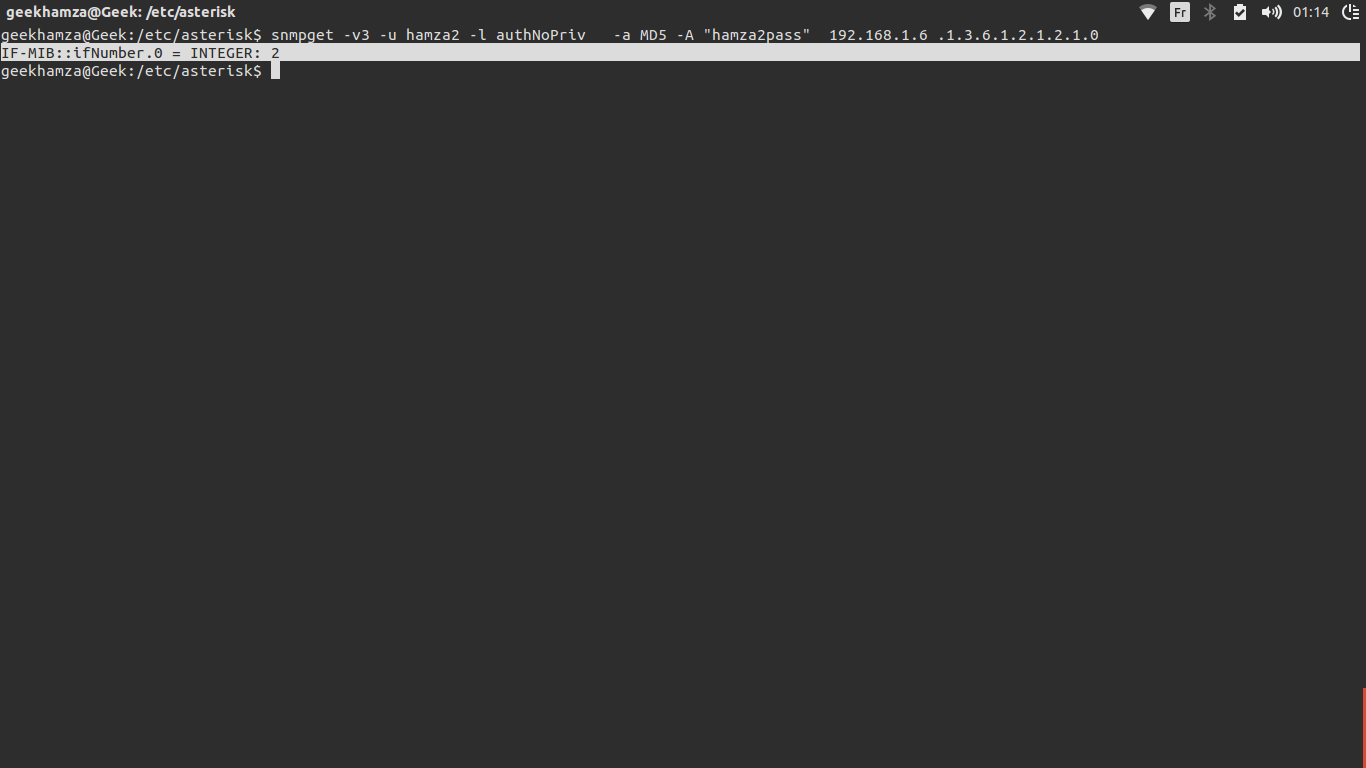 geekhamza@Geek: /etc/asterisk
Fr
01:14
geekhamza@Geek:/etc/asterisk$ snmpget -v3 -u hamza2 -l authNoPriv   -a MD5 -A "hamza2pass"  192.168.1.6 .1.3.6.1.2.1.2.1.0
IF-MIB::ifNumber.0 = INTEGER: 2
geekhamza@Geek:/etc/asterisk$